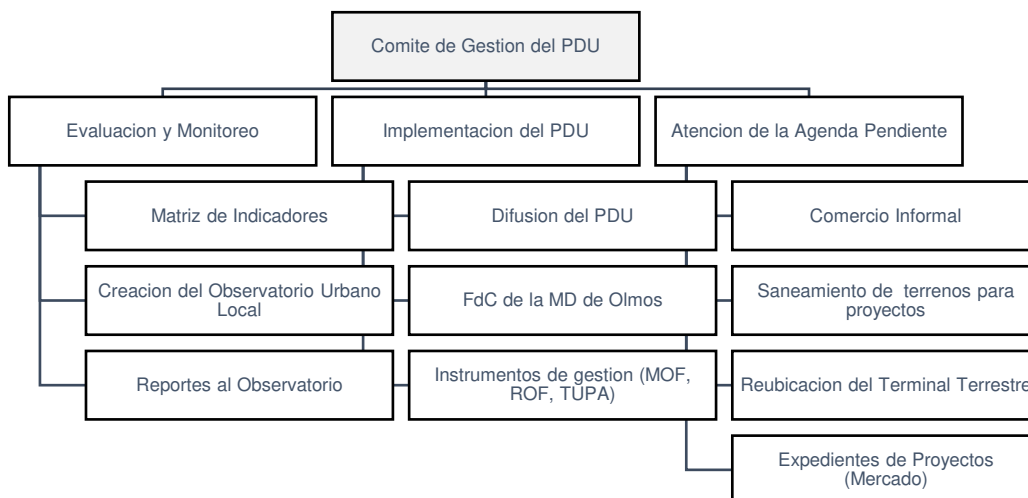 Comite de Gestion del PDU
Evaluacion y Monitoreo
Implementacion del PDU
Atencion de la Agenda Pendiente
Matriz de Indicadores
Difusion del PDU
Comercio Informal
Creacion del Observatorio Urbano
Local
FdC de la MD de Olmos
Saneamiento de terrenos para
proyectos
Reportes al Observatorio
Instrumentos de gestion (MOF,
ROF, TUPA)
Reubicacion del Terminal Terrestre
Expedientes de Proyectos
(Mercado)